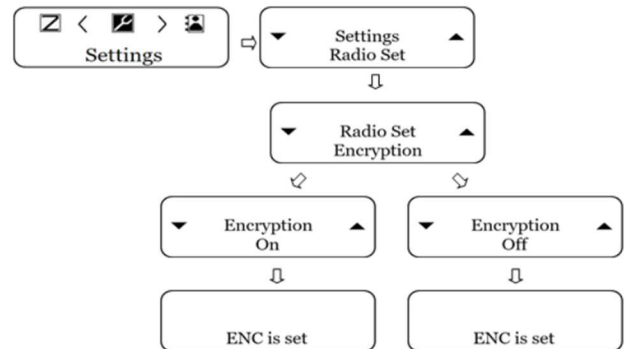 Z < >
Settings
Settings
Radio Set
Radio Set
Encryption
Encryption
On
Encryption
Off
ENC is set
ENC is set